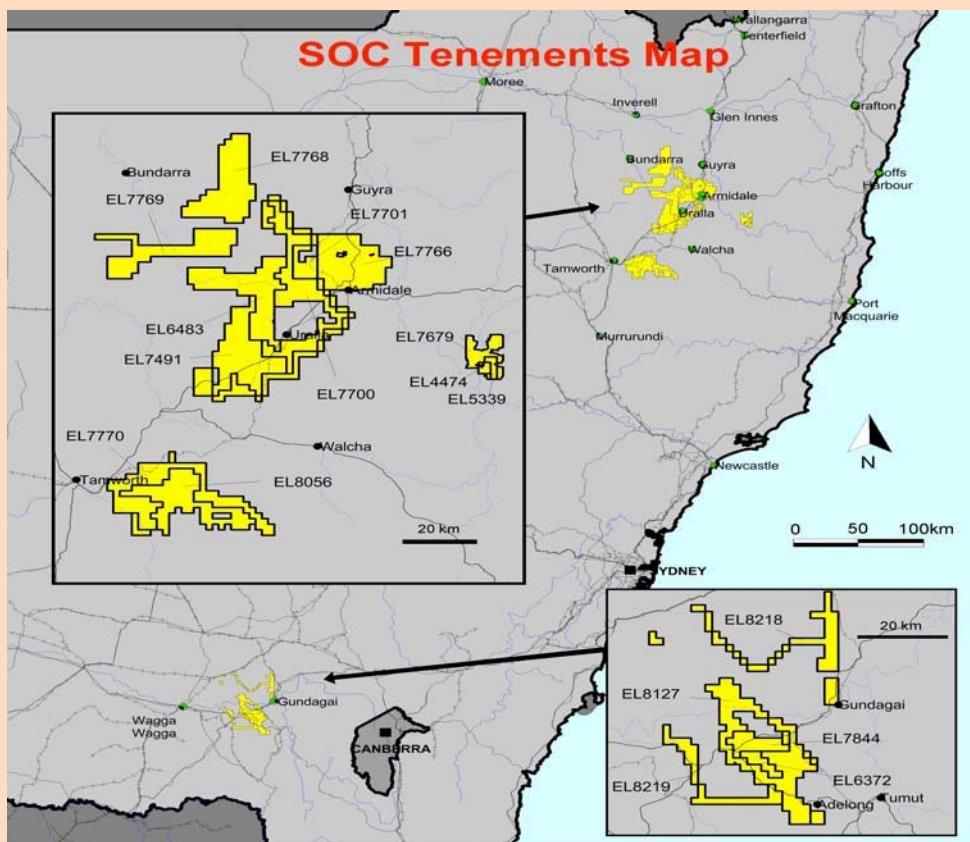 SOC Tenements Map
Wallangarra
Tenterfield
Moree
Inverell
Glen Innes
Grafton
Bundarra
Guyra
Coffs
Harbour
Armidale
Uralla
Walcha
Tamworth
Port
Macquarie
Murrurundi
Newcastle
N
0 50 100km
SYDNEY
Gundagai
Wagga
Wagga
CANBERRA
EL7768
Bundarra
EL7769
Guyra
EL7701
EL7766
Armidale
EL6483
Uralla
EL7491
EL7679
EL7700
EL4474
EL5339
EL7770
Walcha
Tamworth
EL8056
20 km
EL8218
20 km
EL8127
Gundagai
EL7844
EL8219
EL6372
Tumut
Adelong